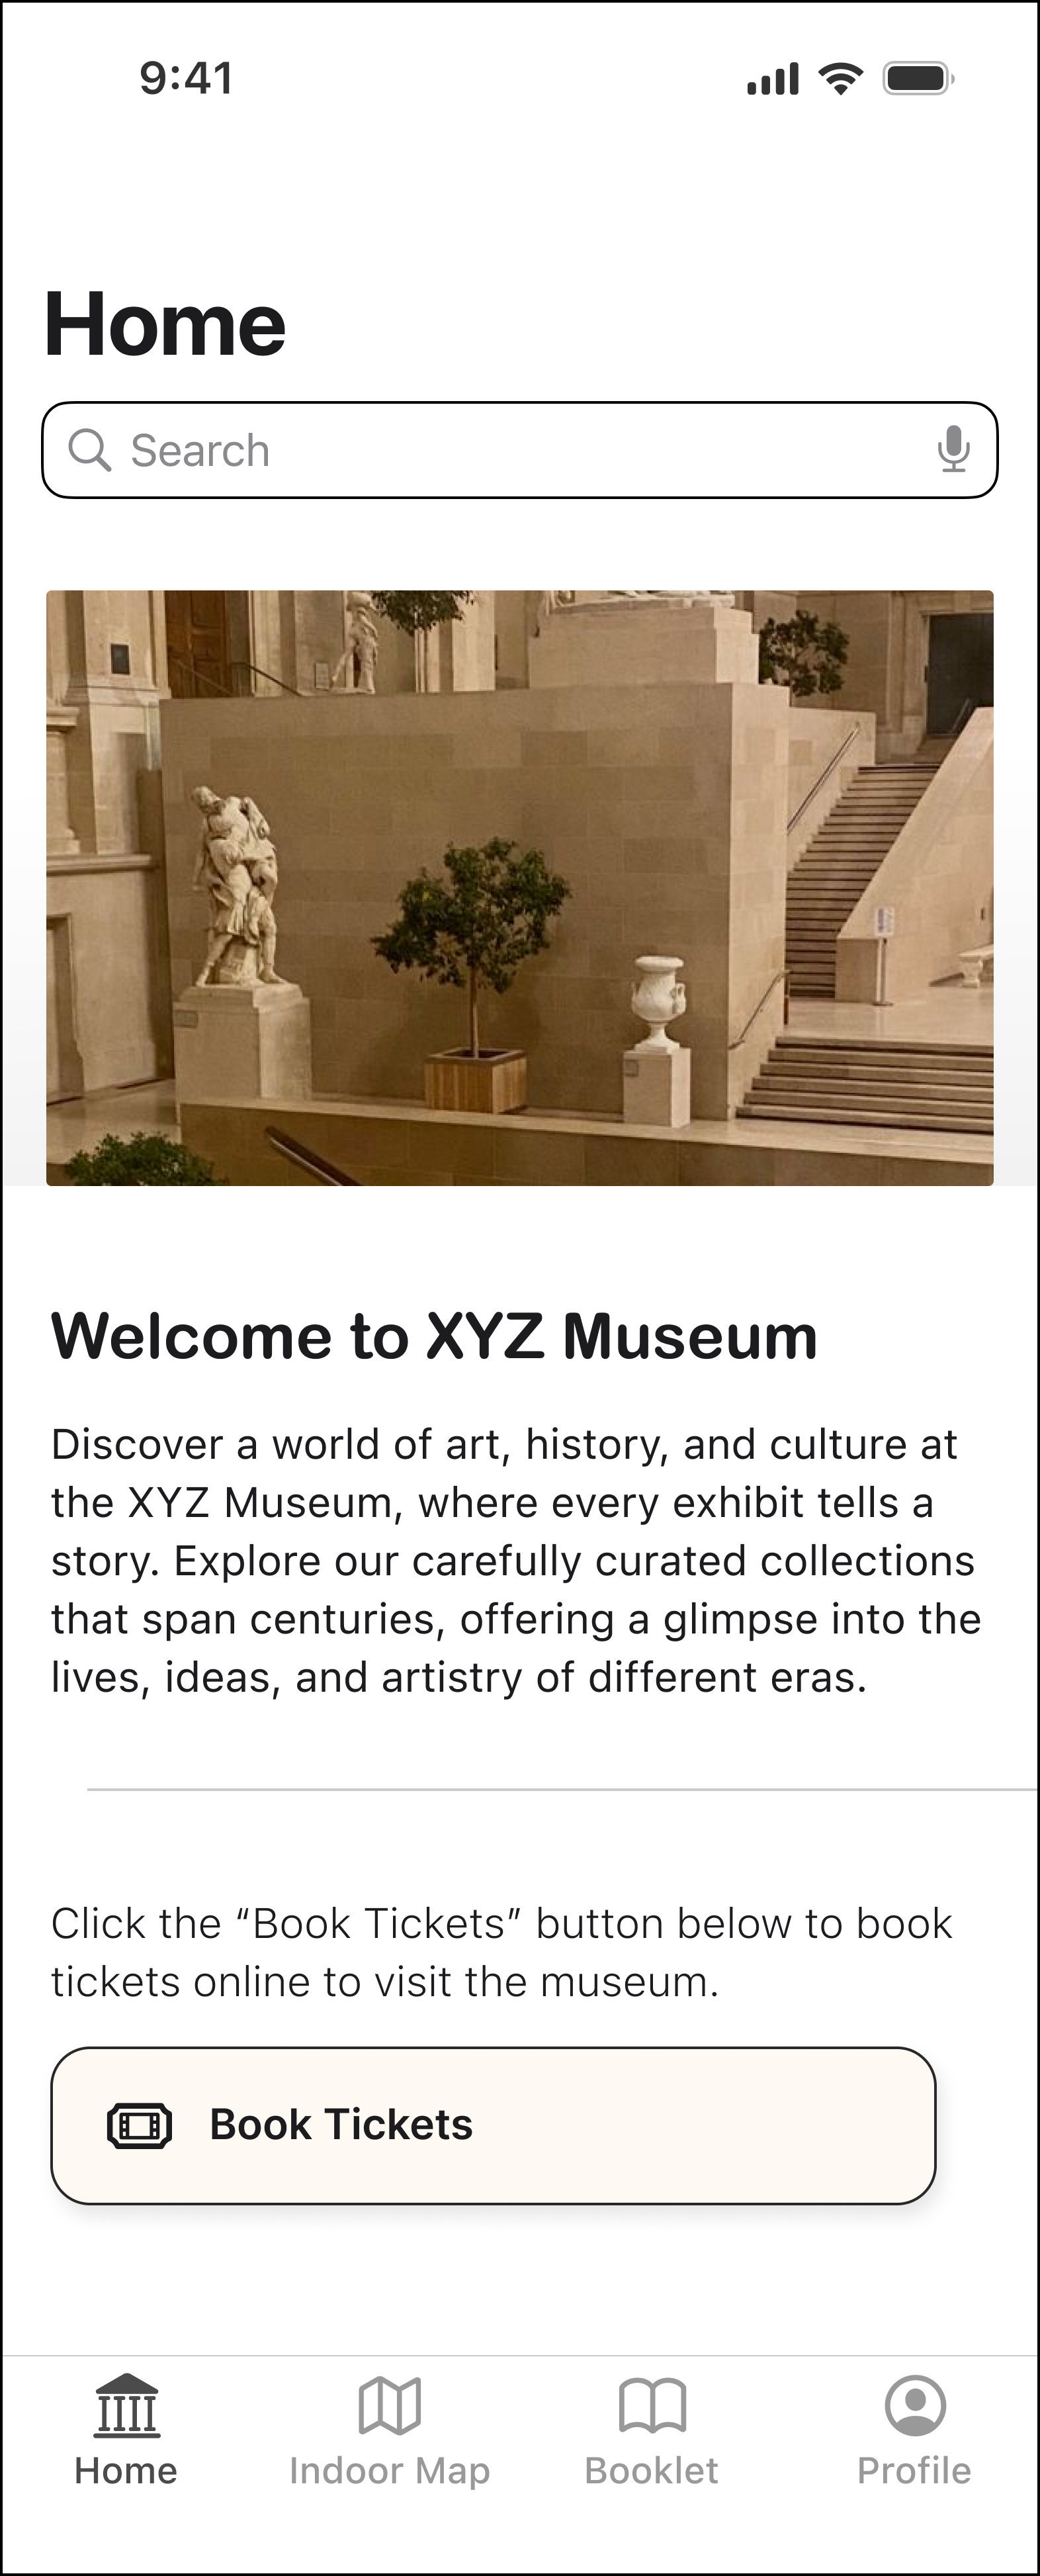 9:41
Home
Search
Welcome to XYZ Museum
Discover a world of art, history, and culture at
the XYZ Museum, where every exhibit tells a
story. Explore our carefully curated collections
that span centuries, offering a glimpse into the
lives, ideas, and artistry of different eras.
Click the “Book Tickets” button below to book
tickets online to visit the museum.
Book Tickets
Home Indoor Map Booklet Profile